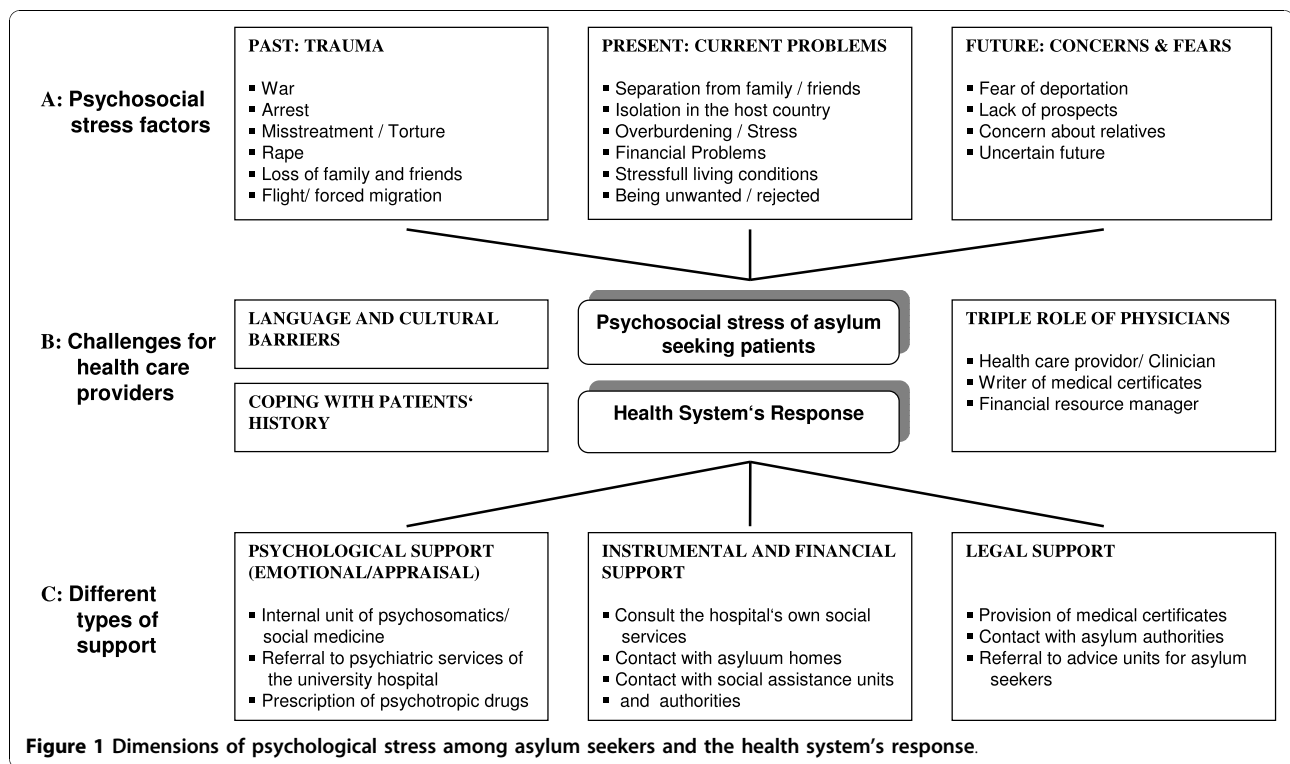 A: Psychosocial
stress factors
PAST: TRAUMA
▪ War
▪ Arrest
▪ Misstreatment / Torture
▪ Rape
▪ Loss of family and friends
▪ Flight/ forced migration
PRESENT: CURRENT PROBLEMS
▪ Separation from family / friends
▪ Isolation in the host country
▪ Overburdening / Stress
▪ Financial Problems
▪ Stressfull living conditions
▪ Being unwanted / rejected
FUTURE: CONCERNS & FEARS
▪ Fear of deportation
▪ Lack of prospects
▪ Concern about relatives
▪ Uncertain future
B: Challenges for
health care
providers
LANGUAGE AND CULTURAL
BARRIERS
COPING WITH PATIENTS‘
HISTORY
Psychosocial stress of asylum
seeking patients
Health System‘s Response
TRIPLE ROLE OF PHYSICIANS
▪ Health care providor/ Clinician
▪ Writer of medical certificates
▪ Financial resource manager
C: Different
types of
support
PSYCHOLOGICAL SUPPORT
(EMOTIONAL/APPRAISAL)
▪ Internal unit of psychosomatics/
social medicine
▪ Referral to psychiatric services of
the university hospital
▪ Prescription of psychotropic drugs
INSTRUMENTAL AND FINANCIAL
SUPPORT
▪ Consult the hospital‘s own social
services
▪ Contact with asyluum homes
▪ Contact with social assistance units
▪ and authorities
LEGAL SUPPORT
▪ Provision of medical certificates
▪ Contact with asylum authorities
▪ Referral to advice units for asylum
seekers
Figure 1 Dimensions of psychological stress among asylum seekers and the health system's response.